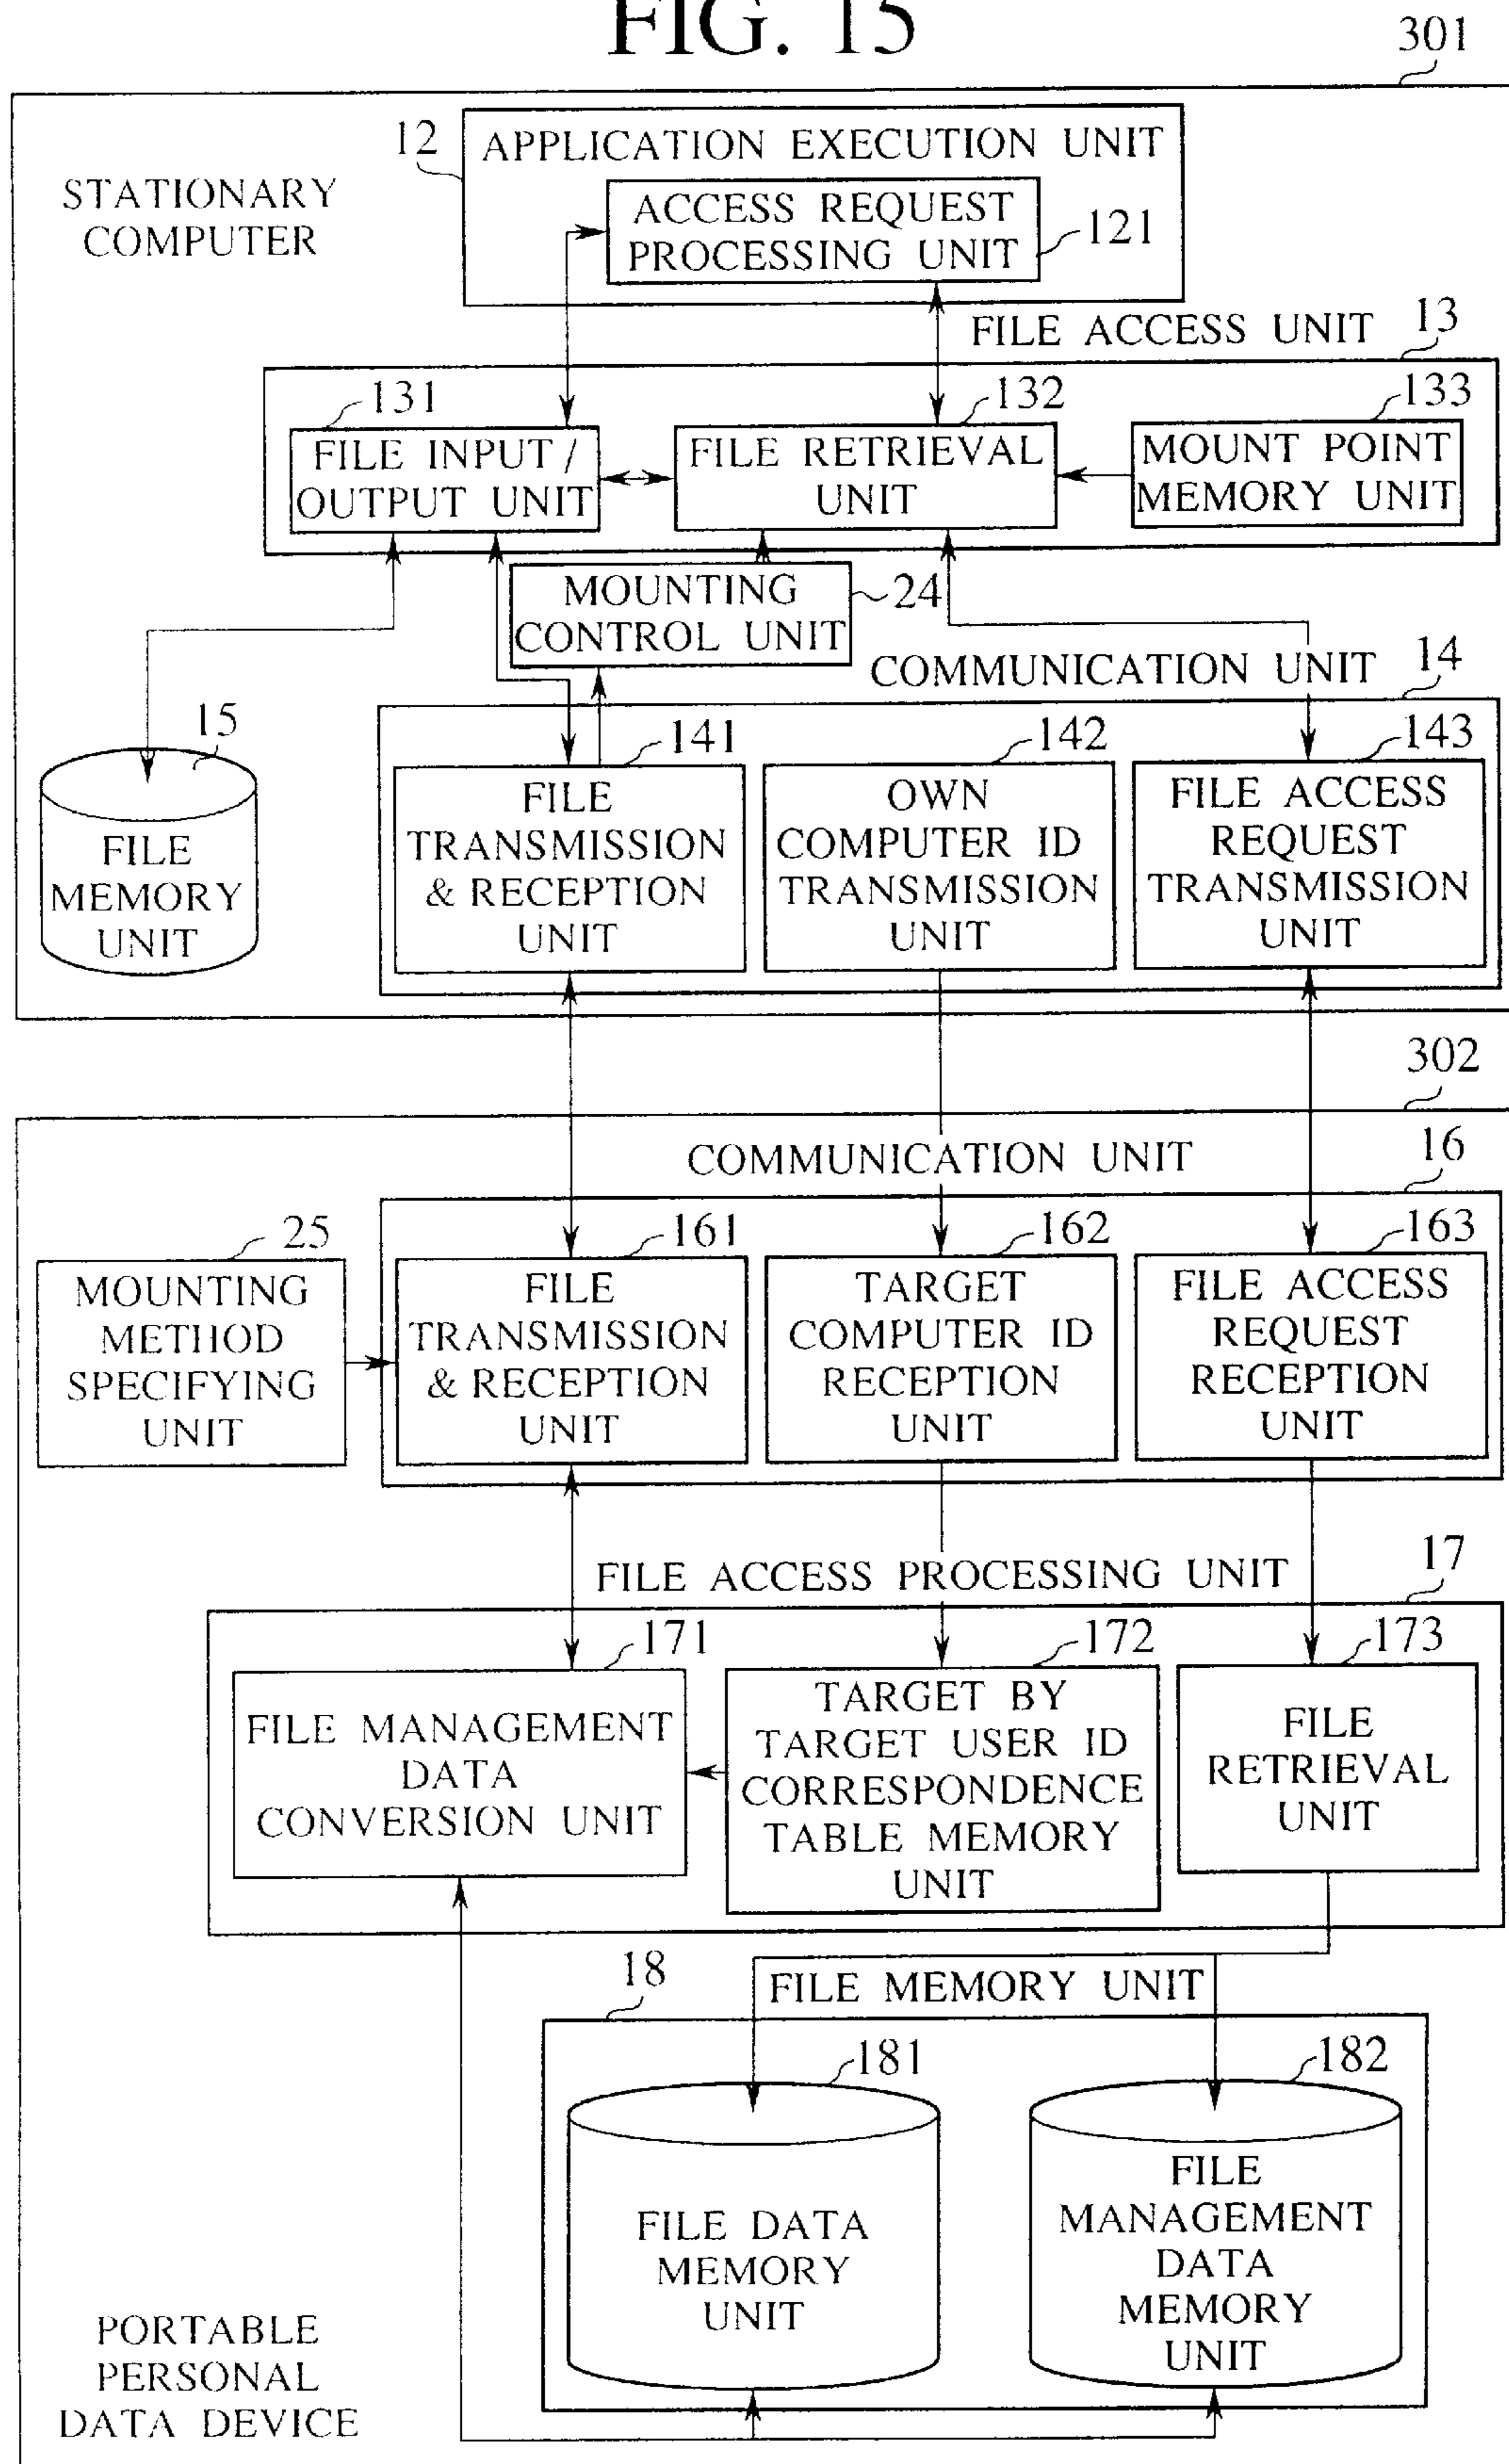 FIG. 15
301
12
APPLICATION EXECUTION UNIT
STATIONARY
COMPUTER
ACCESS REQUEST
PROCESSING UNIT
121
FILE ACCESS UNIT
13
131
132
133
FILE INPUT /
OUTPUT UNIT
FILE RETRIEVAL
UNIT
MOUNT POINT
MEMORY UNIT
MOUNTING
CONTROL UNIT
24
COMMUNICATION UNIT
14
15
141
142
143
FILE
MEMORY
UNIT
FILE
TRANSMISSION
& RECEPTION
UNIT
OWN
COMPUTER ID
TRANSMISSION
UNIT
FILE ACCESS
REQUEST
TRANSMISSION
UNIT
302
COMMUNICATION UNIT
16
25
161
162
163
MOUNTING
METHOD
SPECIFYING
UNIT
FILE
TRANSMISSION
& RECEPTION
UNIT
TARGET
COMPUTER ID
RECEPTION
UNIT
FILE ACCESS
REQUEST
RECEPTION
UNIT
FILE ACCESS PROCESSING UNIT
17
171
172
173
FILE MANAGEMENT
DATA
CONVERSION UNIT
TARGET BY
TARGET USER ID
CORRESPONDENCE
TABLE MEMORY
UNIT
FILE
RETRIEVAL
UNIT
18
FILE MEMORY UNIT
181
182
FILE DATA
MEMORY
UNIT
FILE
MANAGEMENT
DATA
MEMORY
UNIT
PORTABLE
PERSONAL
DATA DEVICE